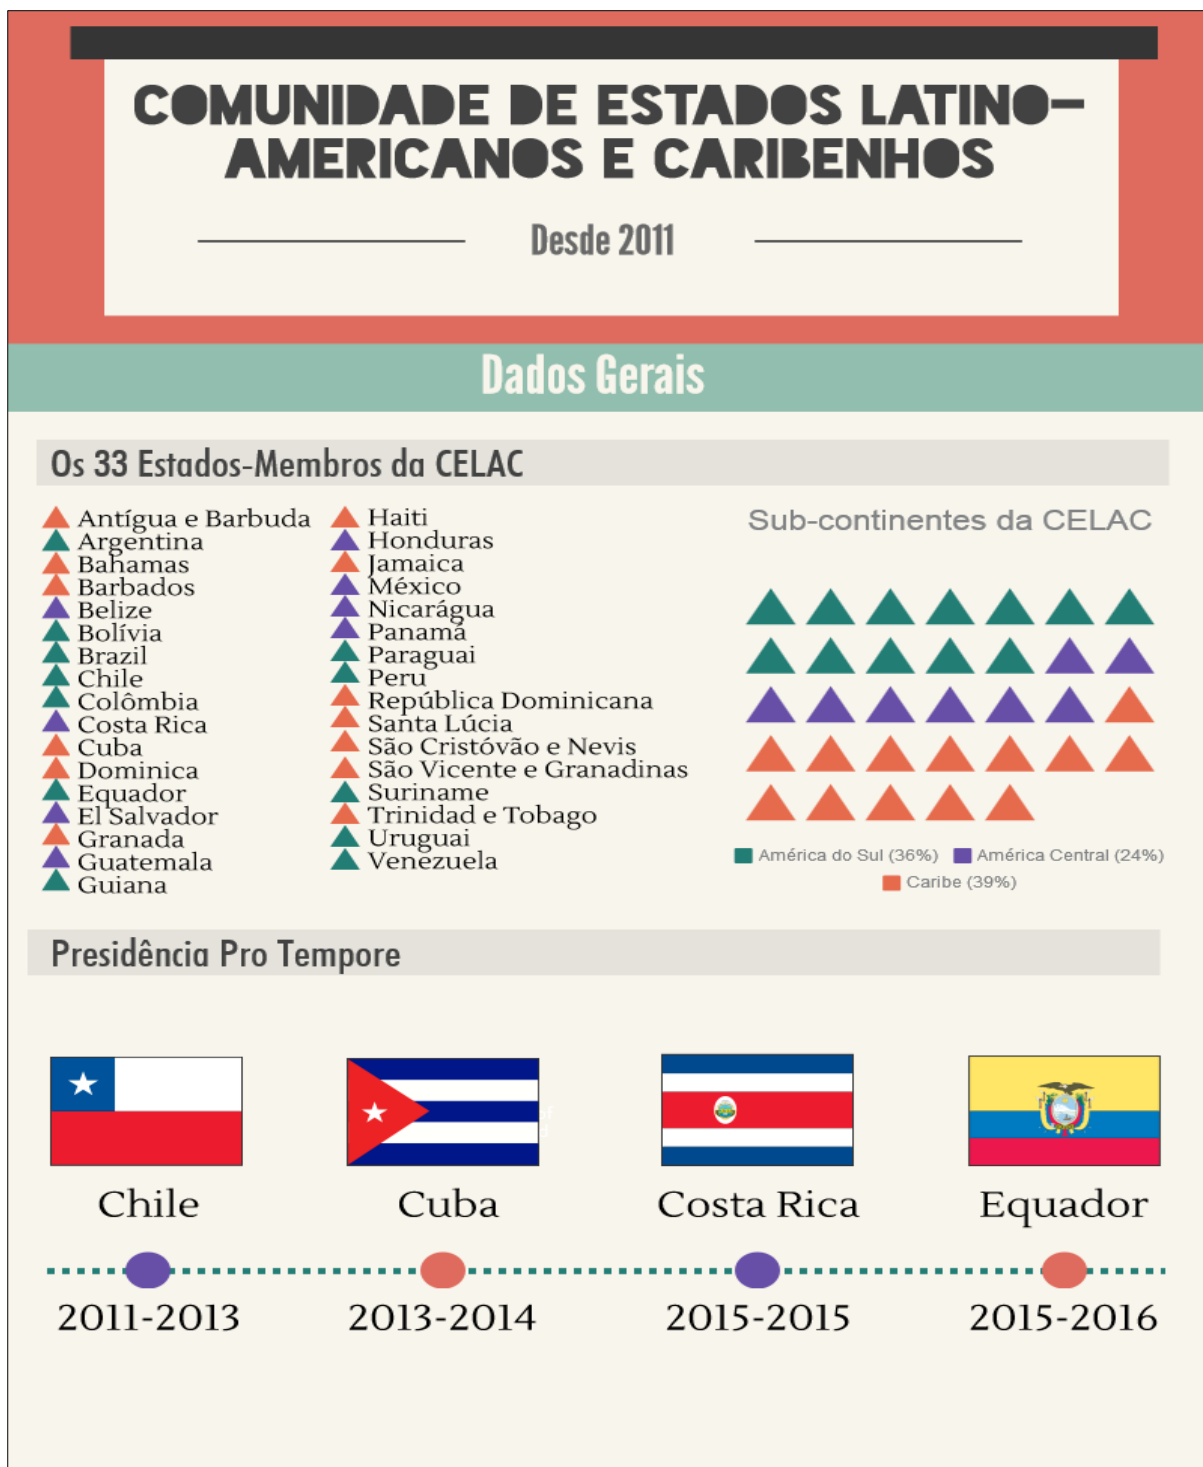 COMUNIDADE DE ESTADOS LATINO-
AMERICANOS E CARIBENHOS
Desde 2011
Dados Gerais
Os 33 Estados-Membros da CELAC
Antígua e Barbuda
Argentina
Bahamas
Barbados
Belize
Bolívia
Brazil
Chile
Colômbia
Costa Rica
Cuba
Dominica
Equador
El Salvador
Granada
Guatemala
Guiana
Haiti
Honduras
Jamaica
México
Nicarágua
Panamá
Paraguai
Peru
República Dominicana
Santa Lúcia
São Cristóvão e Nevis
São Vicente e Granadinas
Suriname
Trinidad e Tobago
Uruguai
Venezuela
Sub-continentes da CELAC
América do Sul (36%) América Central (24%)
Caribe (39%)
Presidência Pro Tempore
Chile Cuba Costa Rica Equador
2011-2013 2013-2014 2015-2015 2015-2016